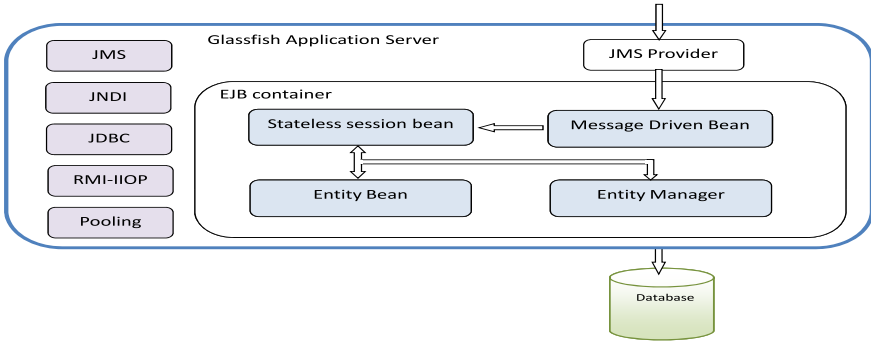 Glassfish Application Server
JMS
JNDI
JDBC
RMI-IIOP
Pooling
JMS Provider
EJB container
Stateless session bean
Message Driven Bean
Entity Bean
Entity Manager
Database